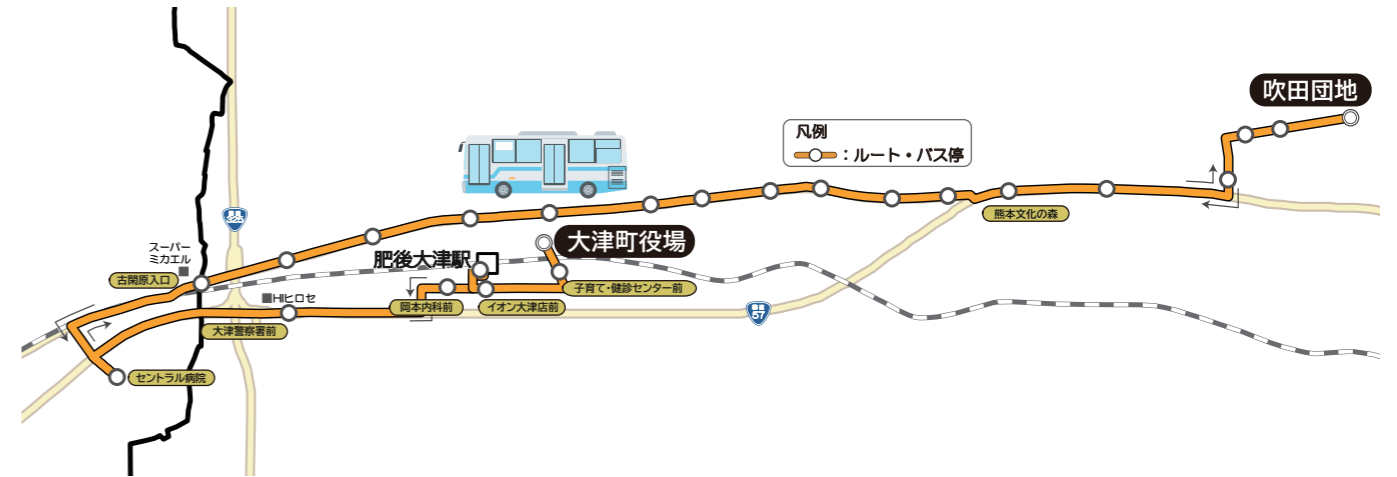 吹田団地
凡例
：ルート・バス停
熊本文化の森
大津町役場
肥後大津駅
スーパー
ミカエル
古閑原入口
HIヒロセ
子育て・健診センター前
岡本内科前
イオン大津店前
大津警察署前
セントラル病院
国道
57